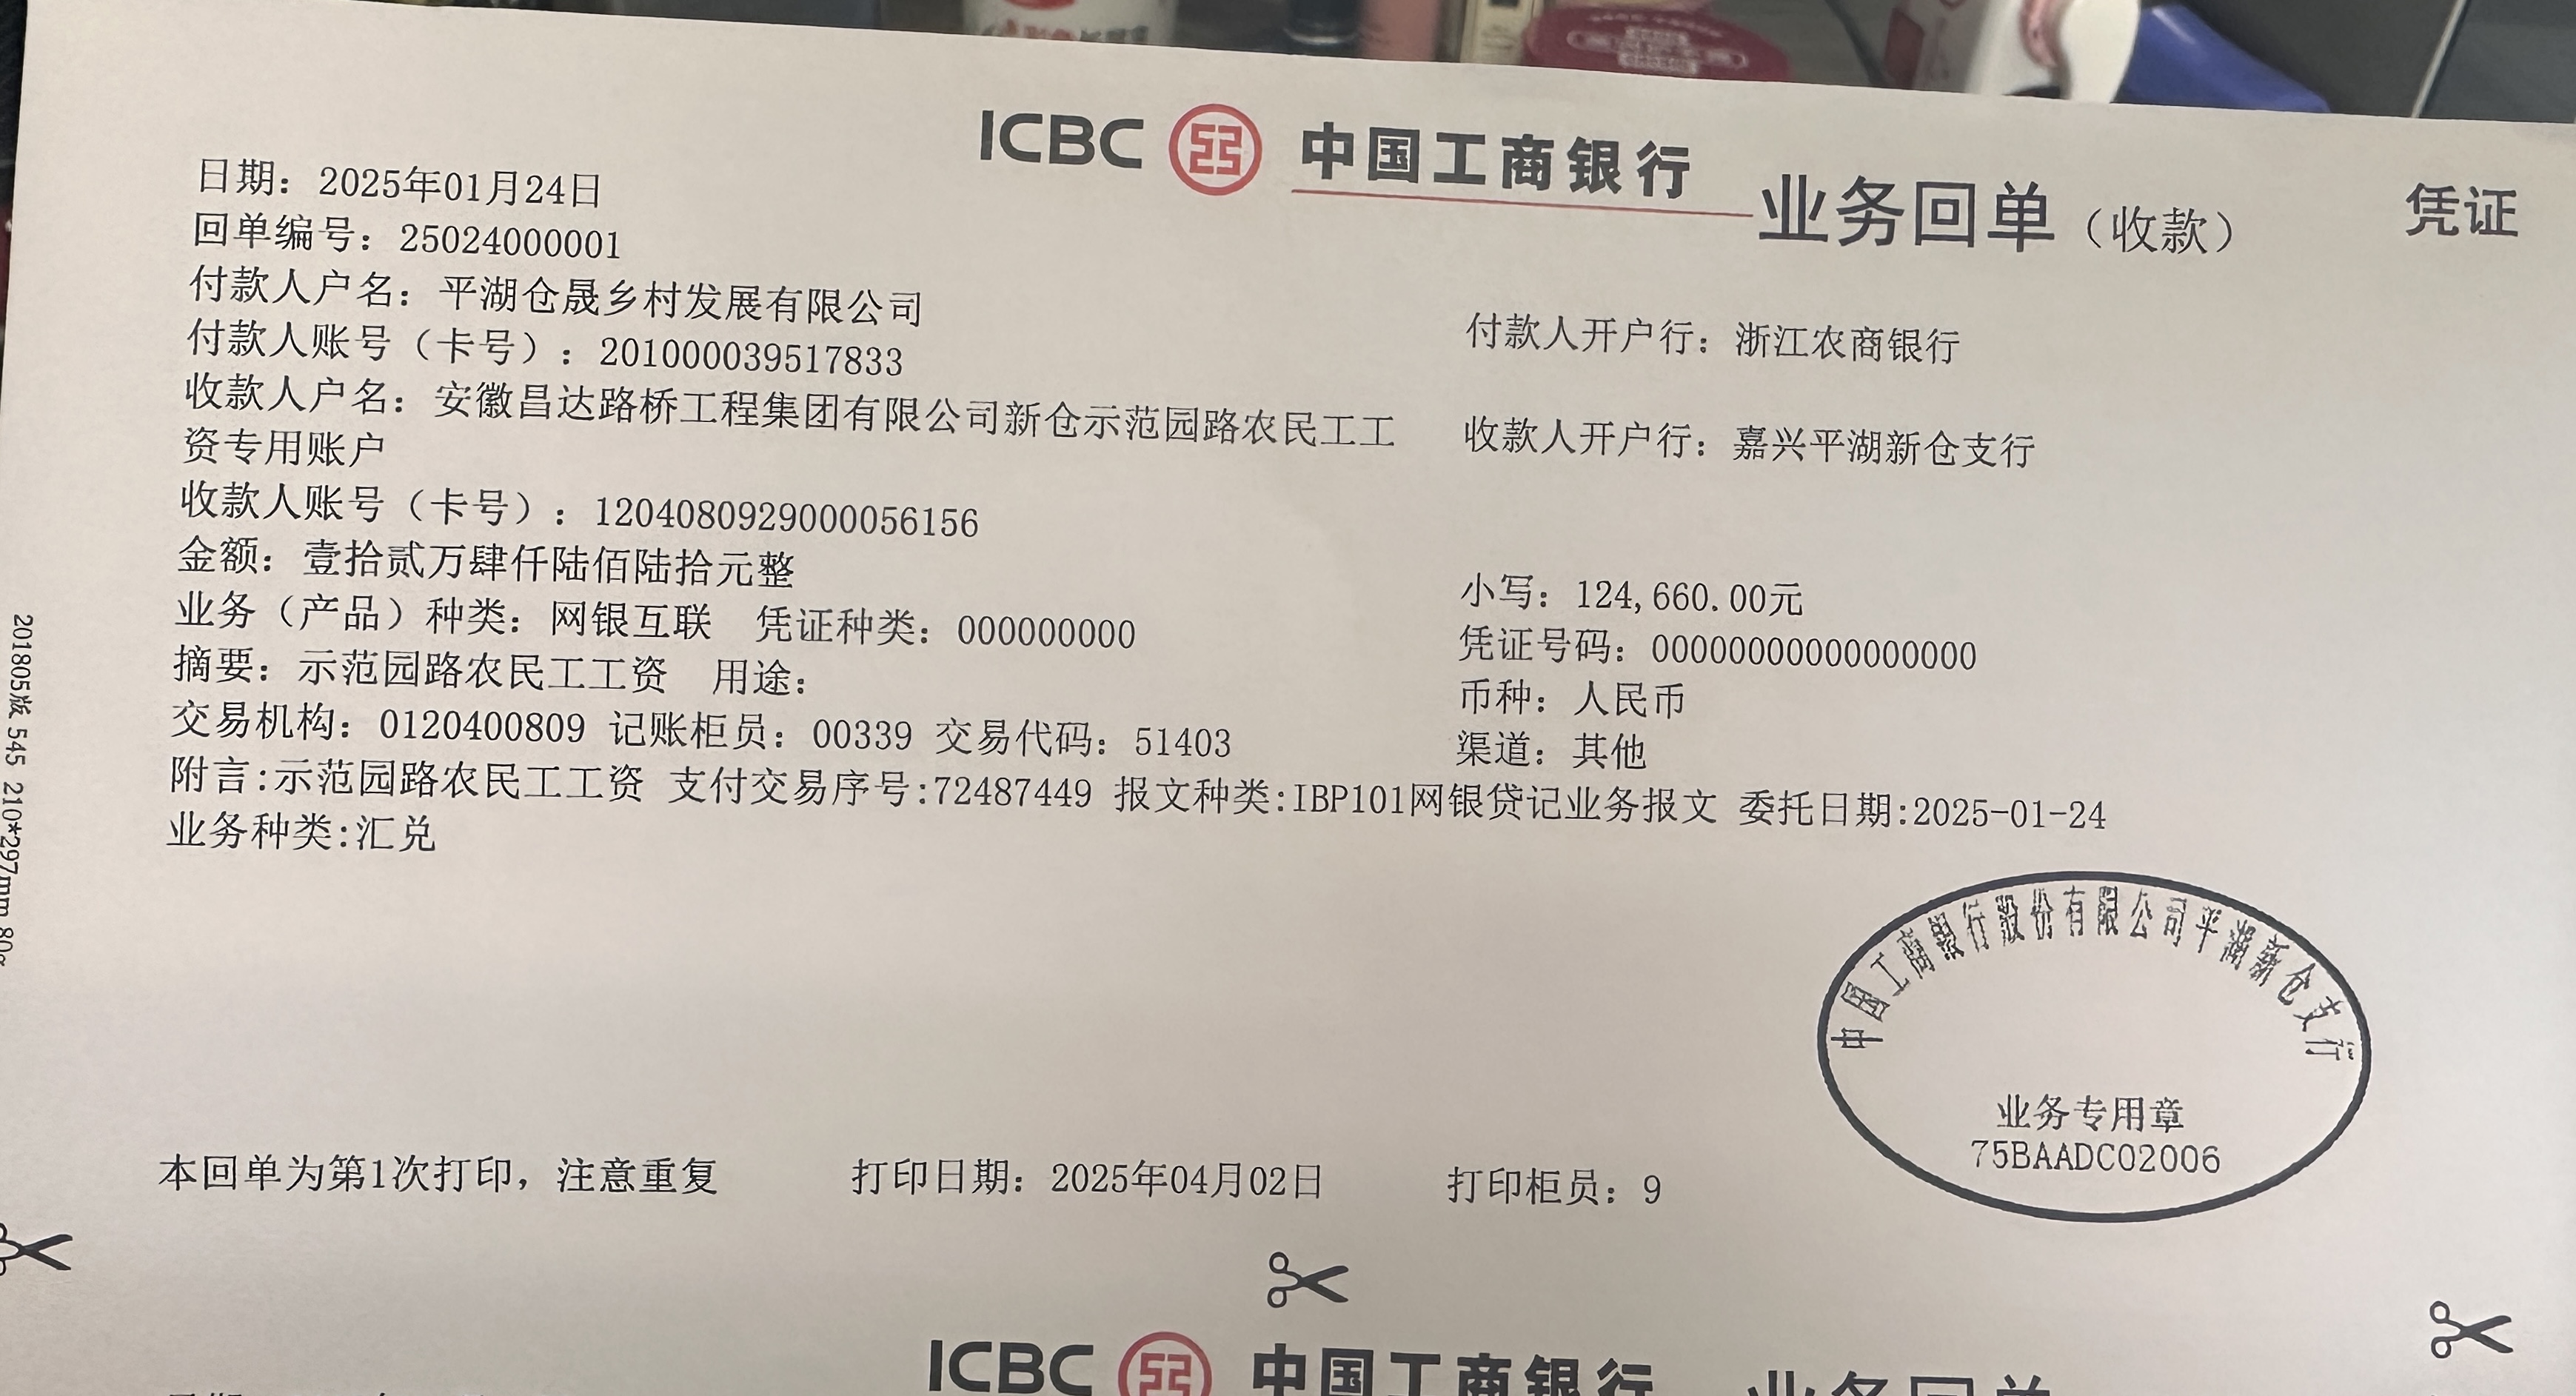 ICBC 中国工商银行 业务回单（收款） 凭证
日期：2025年01月24日
回单编号：25024000001
付款人户名：平湖仓晟乡村发展有限公司
付款人开户行：浙江农商银行
付款人账号（卡号）：201000039517833
收款人户名：安徽昌达路桥工程集团有限公司新仓示范园路农民工工
资专用账户
收款人开户行：嘉兴平湖新仓支行
收款人账号（卡号）：1204080929000056156
金额：壹拾贰万肆仟陆佰陆拾元整
小写：124,660.00元
业务（产品）种类：网银互联 凭证种类：000000000
凭证号码：00000000000000000
摘要：示范园路农民工工资 用途：
币种：人民币
交易机构：0120400809 记账柜员：00339 交易代码：51403
渠道：其他
附言:示范园路农民工工资 支付交易序号:72487449 报文种类:IBP101网银贷记业务报文 委托日期:2025-01-24
业务种类:汇兑
中国工商银行股份有限公司平湖新仓支行
业务专用章
75BAADC02006
本回单为第1次打印，注意重复 打印日期：2025年04月02日 打印柜员：9
201805版 545 210*297mm 80g
ICBC 中国工商银行 业务回单